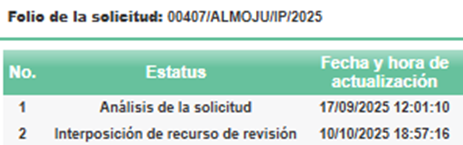 Folio de la solicitud: 00407/ALMOJU/IP/2025
No. Estatus Fecha y hora de actualización
1 Análisis de la solicitud 17/09/2025 12:01:10
2 Interposición de recurso de revisión 10/10/2025 18:57:16